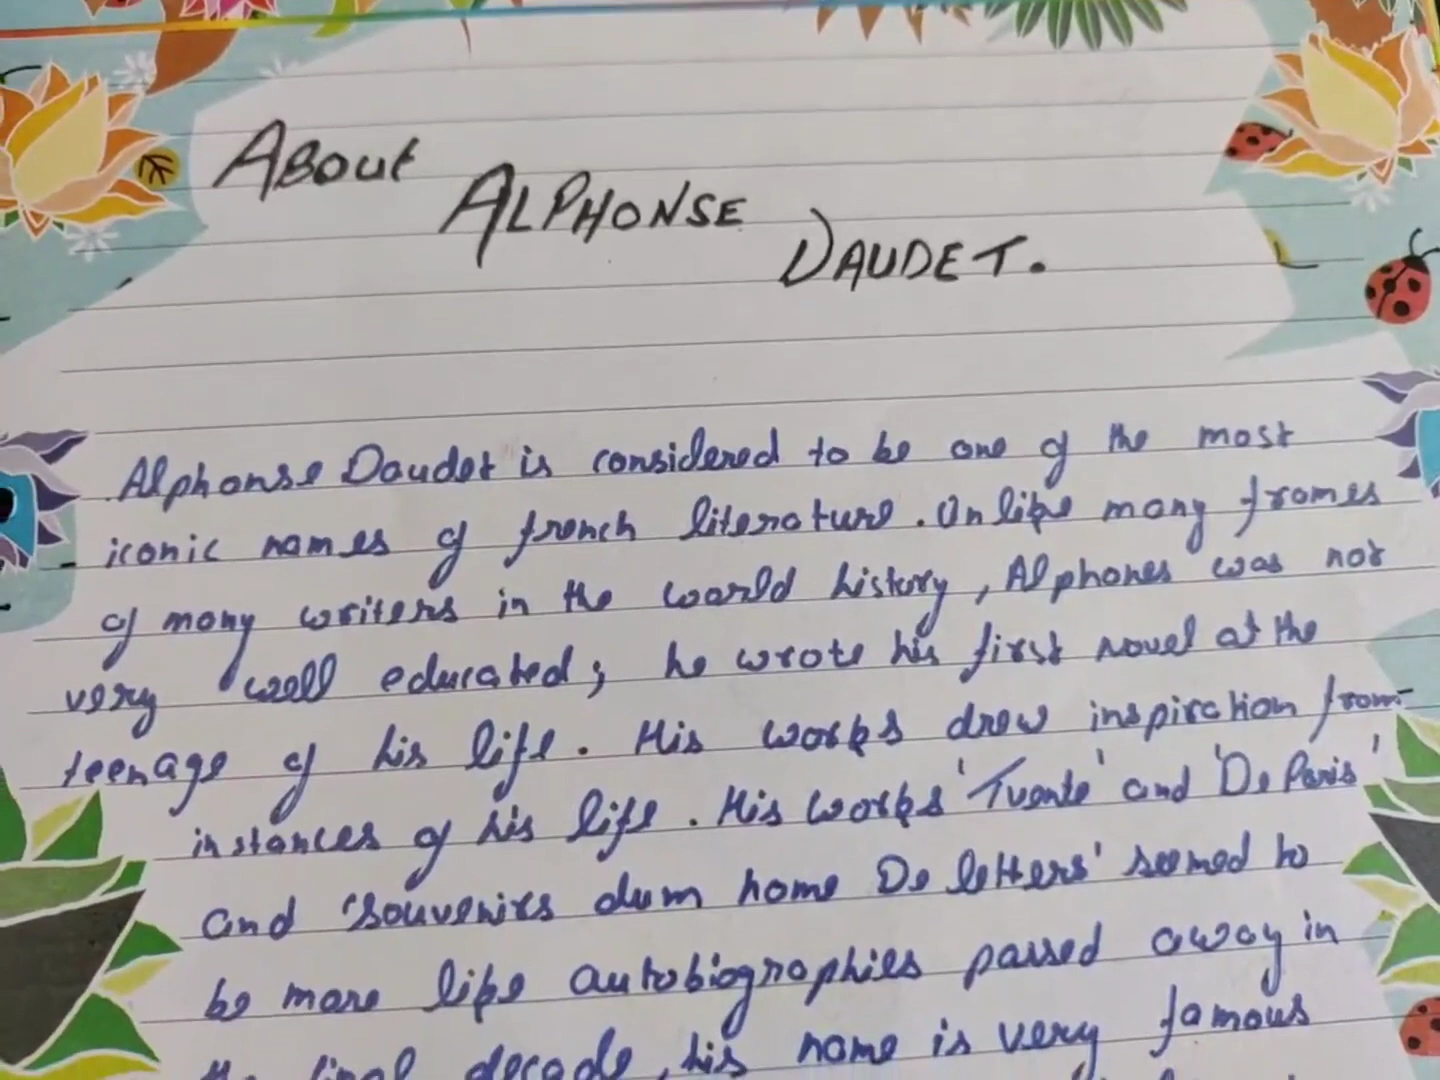 About
ALPHONSE
DAUDET.
Alphonse Daudet is considered to be one of the most
iconic names of french literature. Unlike many fromes
of many writers in the world history, Alphones was not
very well educated; he wrote his first novel at the
teenage of his life. His works drew inspiration from
instances of his life. His works 'Trente' and 'De Paris'
and 'souvenirs dum home De letters' seemed to
be more like autobiographies passed away in
the final decade, his name is very famous